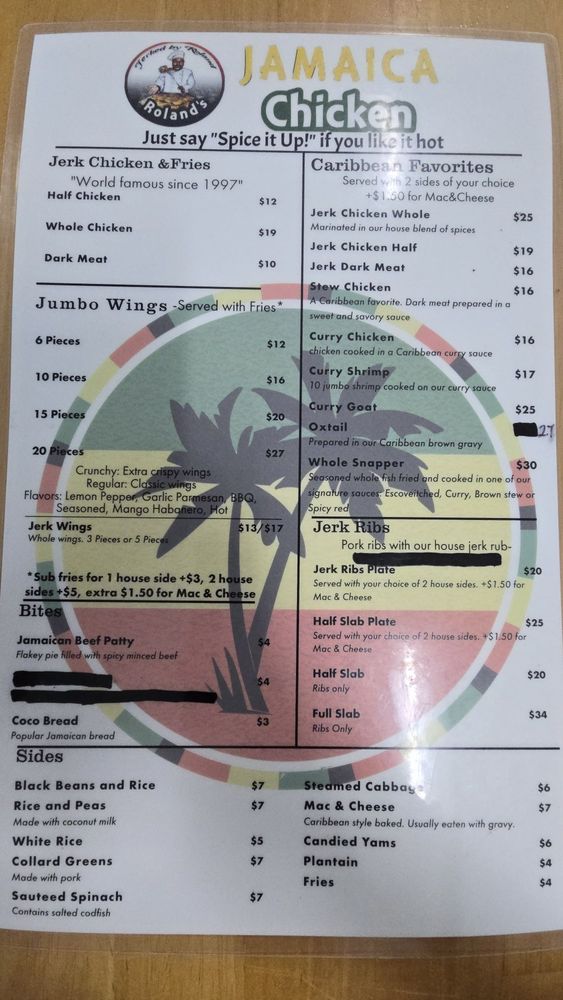 Jerked by Roland
Roland's
JAMAICA
Chicken
Just say "Spice it Up!" if you like it hot
Jerk Chicken &Fries
"World famous since 1997"
Half Chicken $12
Whole Chicken $19
Dark Meat $10
Jumbo Wings -Served with Fries*
6 Pieces $12
10 Pieces $16
15 Pieces $20
20 Pieces $27
Crunchy: Extra crispy wings
Regular: Classic wings
Flavors: Lemon Pepper, Garlic Parmesan, BBQ,
Seasoned, Mango Habanero, Hot
Jerk Wings $13/$17
Whole wings. 3 Pieces or 5 Pieces
*Sub fries for 1 house side +$3, 2 house
sides +$5, extra $1.50 for Mac & Cheese
Bites
Jamaican Beef Patty $4
Flakey pie filled with spicy minced beef
$4
Coco Bread $3
Popular Jamaican bread
Caribbean Favorites
Served with 2 sides of your choice
+$1.50 for Mac&Cheese
Jerk Chicken Whole $25
Marinated in our house blend of spices
Jerk Chicken Half $19
Jerk Dark Meat $16
Stew Chicken $16
A Caribbean favorite. Dark meat prepared in a
sweet and savory sauce
Curry Chicken $16
chicken cooked in a Caribbean curry sauce
Curry Shrimp $17
10 jumbo shrimp cooked on our curry sauce
Curry Goat $25
Oxtail 27
Prepared in our Caribbean brown gravy
Whole Snapper $30
Seasoned whole fish fried and cooked in one of our
signature sauces: Escoveitched, Curry, Brown stew or
Spicy red
Jerk Ribs
Pork ribs with our house jerk rub-
Jerk Ribs Plate $20
Served with your choice of 2 house sides. +$1.50 for
Mac & Cheese
Half Slab Plate $25
Served with your choice of 2 house sides. +$1.50 for
Mac & Cheese
Half Slab $20
Ribs only
Full Slab $34
Ribs Only
Sides
Black Beans and Rice $7
Rice and Peas $7
Made with coconut milk
White Rice $5
Collard Greens $7
Made with pork
Sauteed Spinach $7
Contains salted codfish
Steamed Cabbage $6
Mac & Cheese $7
Caribbean style baked. Usually eaten with gravy.
Candied Yams $6
Plantain $4
Fries $4